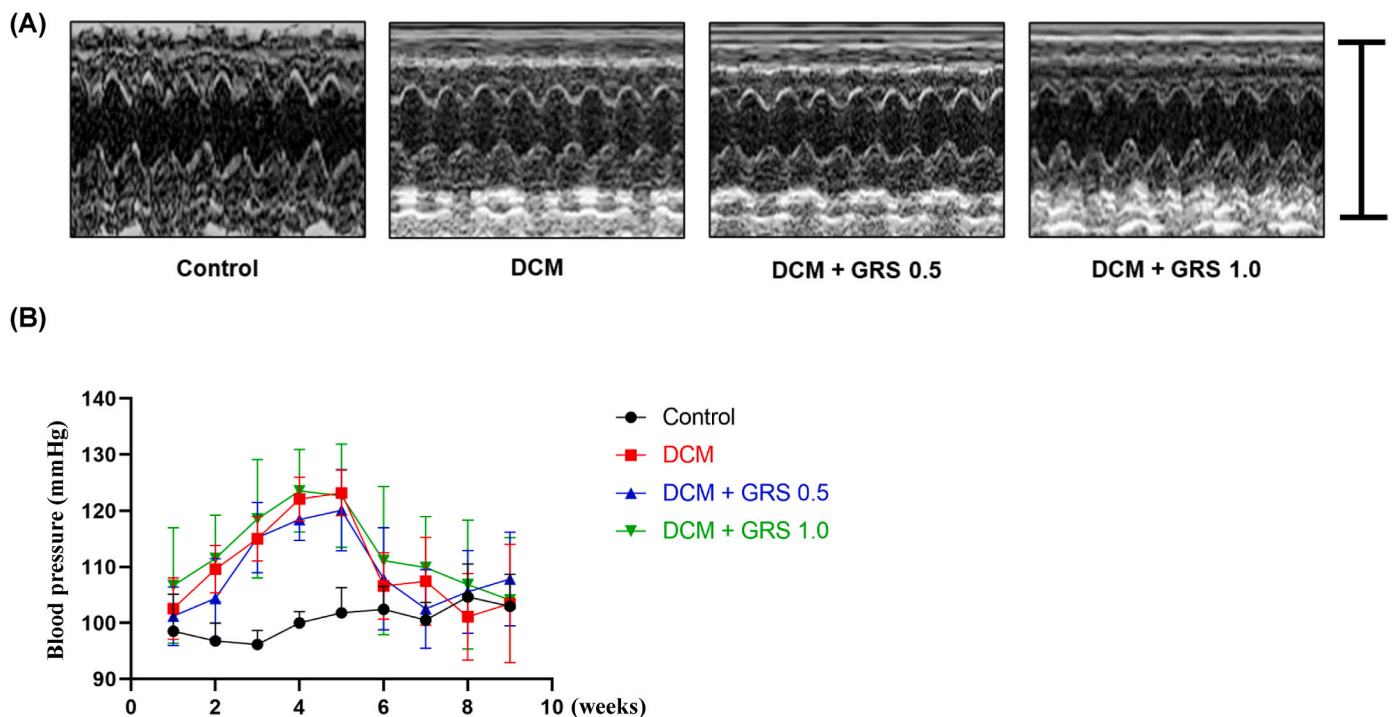 (A)
Control
DCM
DCM + GRS 0.5
DCM + GRS 1.0
(B)
Blood pressure (mmHg)
140
130
120
110
100
90
0
2
4
6
8
10
(weeks)
Control
DCM
DCM + GRS 0.5
DCM + GRS 1.0